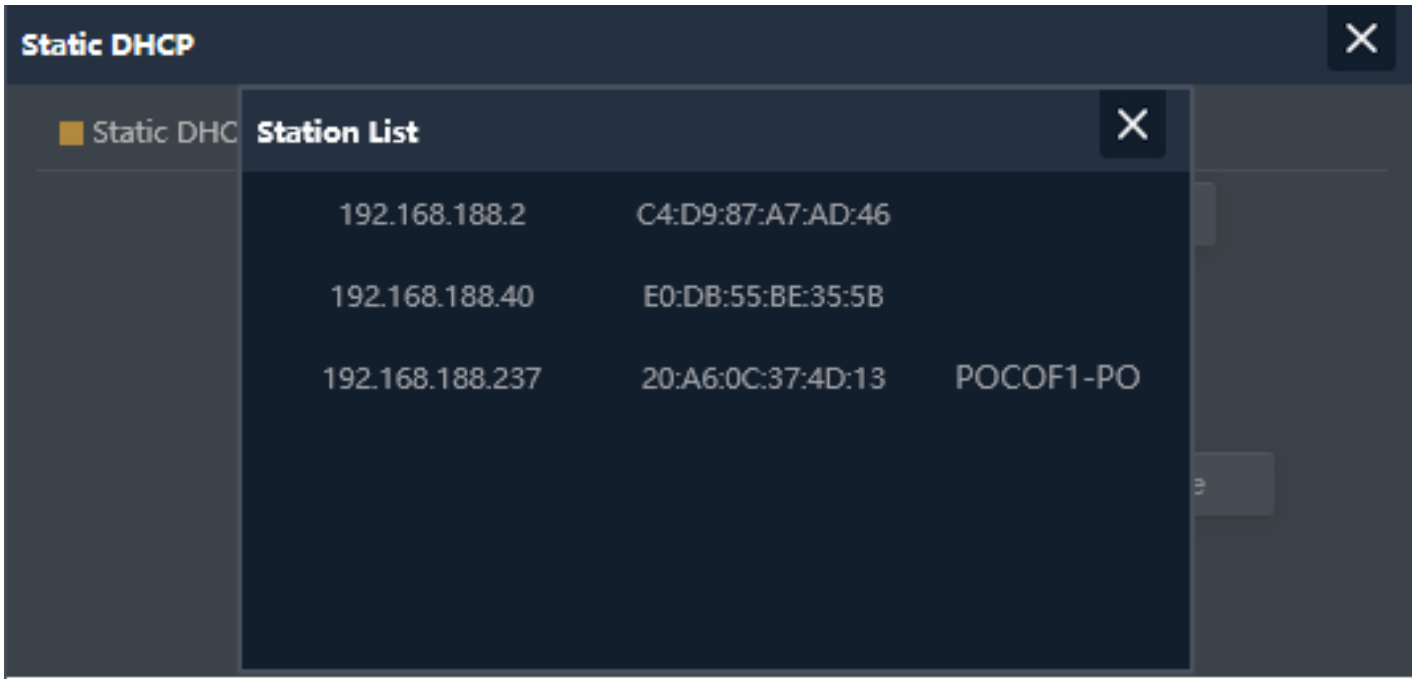 Static DHCP
Static DHC
Station List
192.168.188.2 C4:D9:87:A7:AD:46
192.168.188.40 E0:DB:55:BE:35:5B
192.168.188.237 20:A6:0C:37:4D:13 POCOF1-PO
e